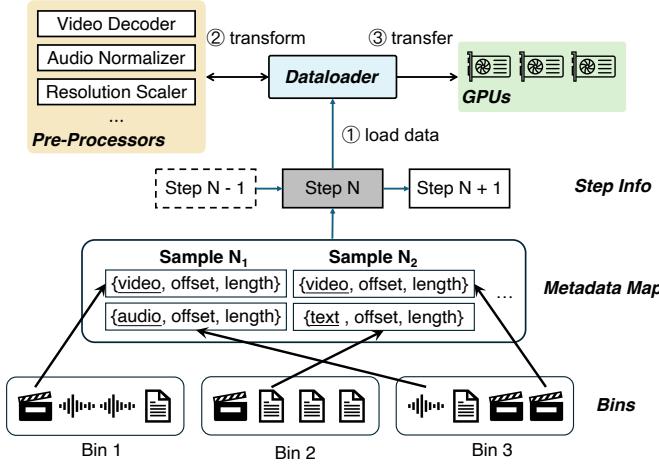 Video Decoder
Audio Normalizer
Resolution Scaler
...
Pre-Processors
② transform
Dataloader
③ transfer
GPUs
① load data
Step N - 1
Step N
Step N + 1
Step Info
Sample N₁
Sample N₂
{video, offset, length}
{video, offset, length}
{audio, offset, length}
{text , offset, length}
...
Metadata Map
Bins
Bin 1
Bin 2
Bin 3